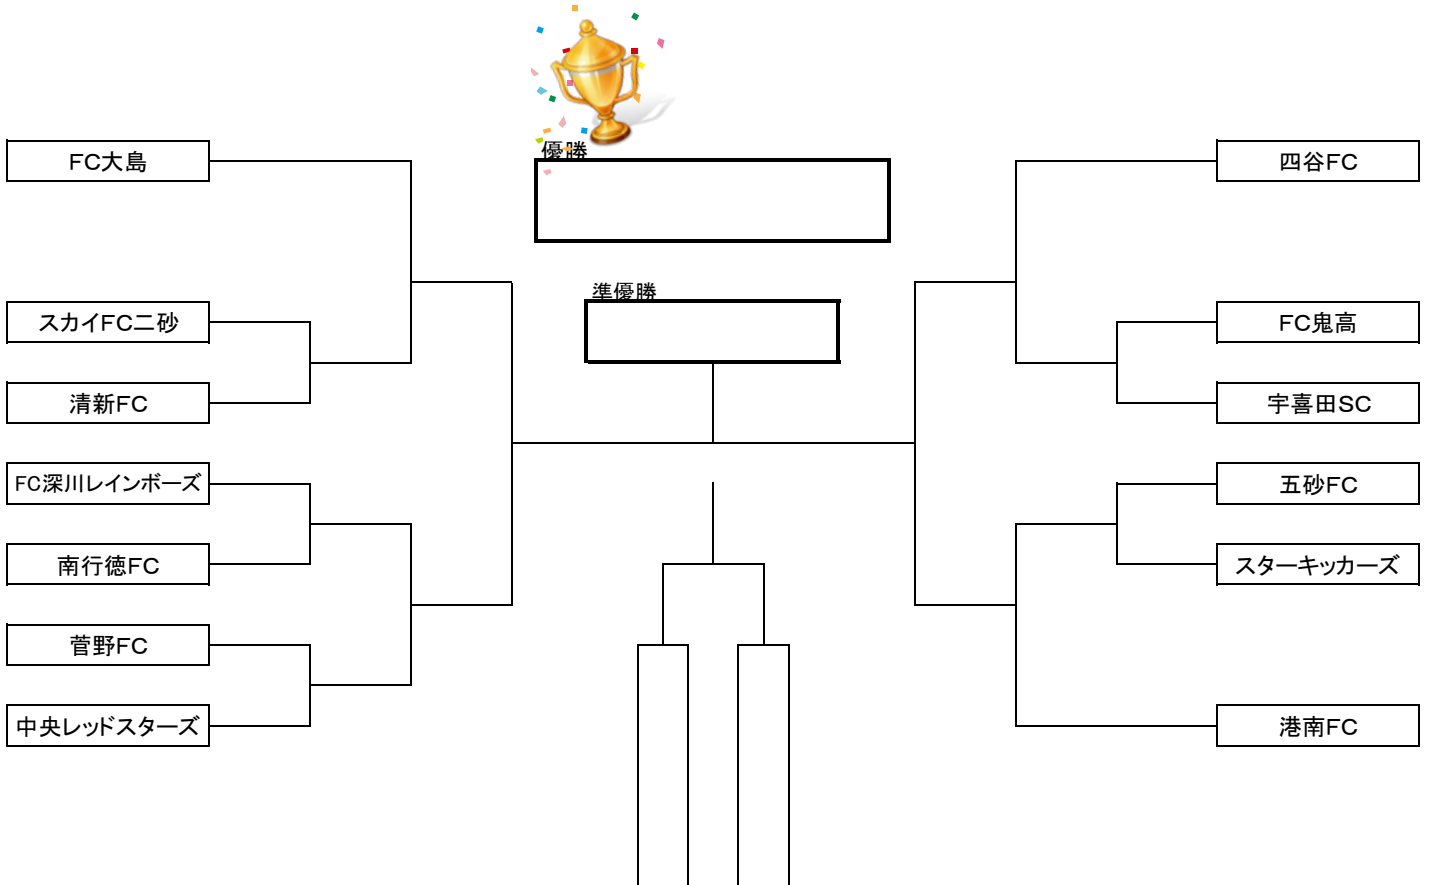 優勝
準優勝
FC大島
スカイFC二砂
清新FC
FC深川レインボーズ
南行徳FC
菅野FC
中央レッドスターズ
四谷FC
FC鬼高
宇喜田SC
五砂FC
スターキッカーズ
港南FC